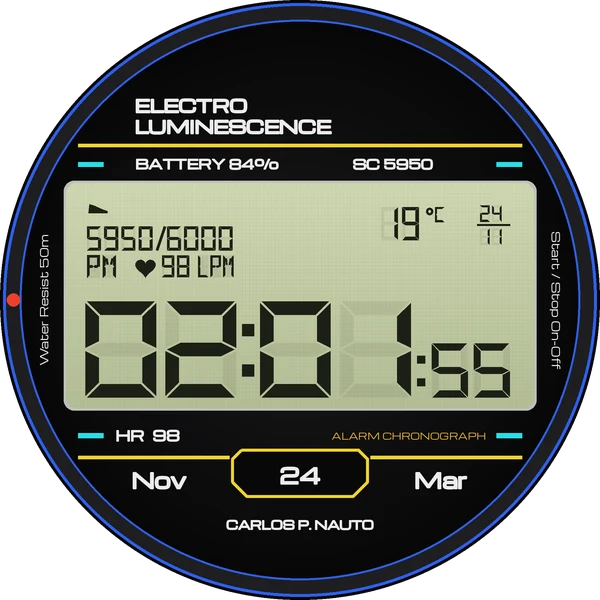 ELECTRO
LUMINESCENCE
BATTERY 84% SC 5950
5950/6000
PM 98 LPM
19°C
24
11
02:01:55
Water Resist 50m
Start / Stop On-Off
HR 98
ALARM CHRONOGRAPH
Nov 24 Mar
CARLOS P. NAUTO